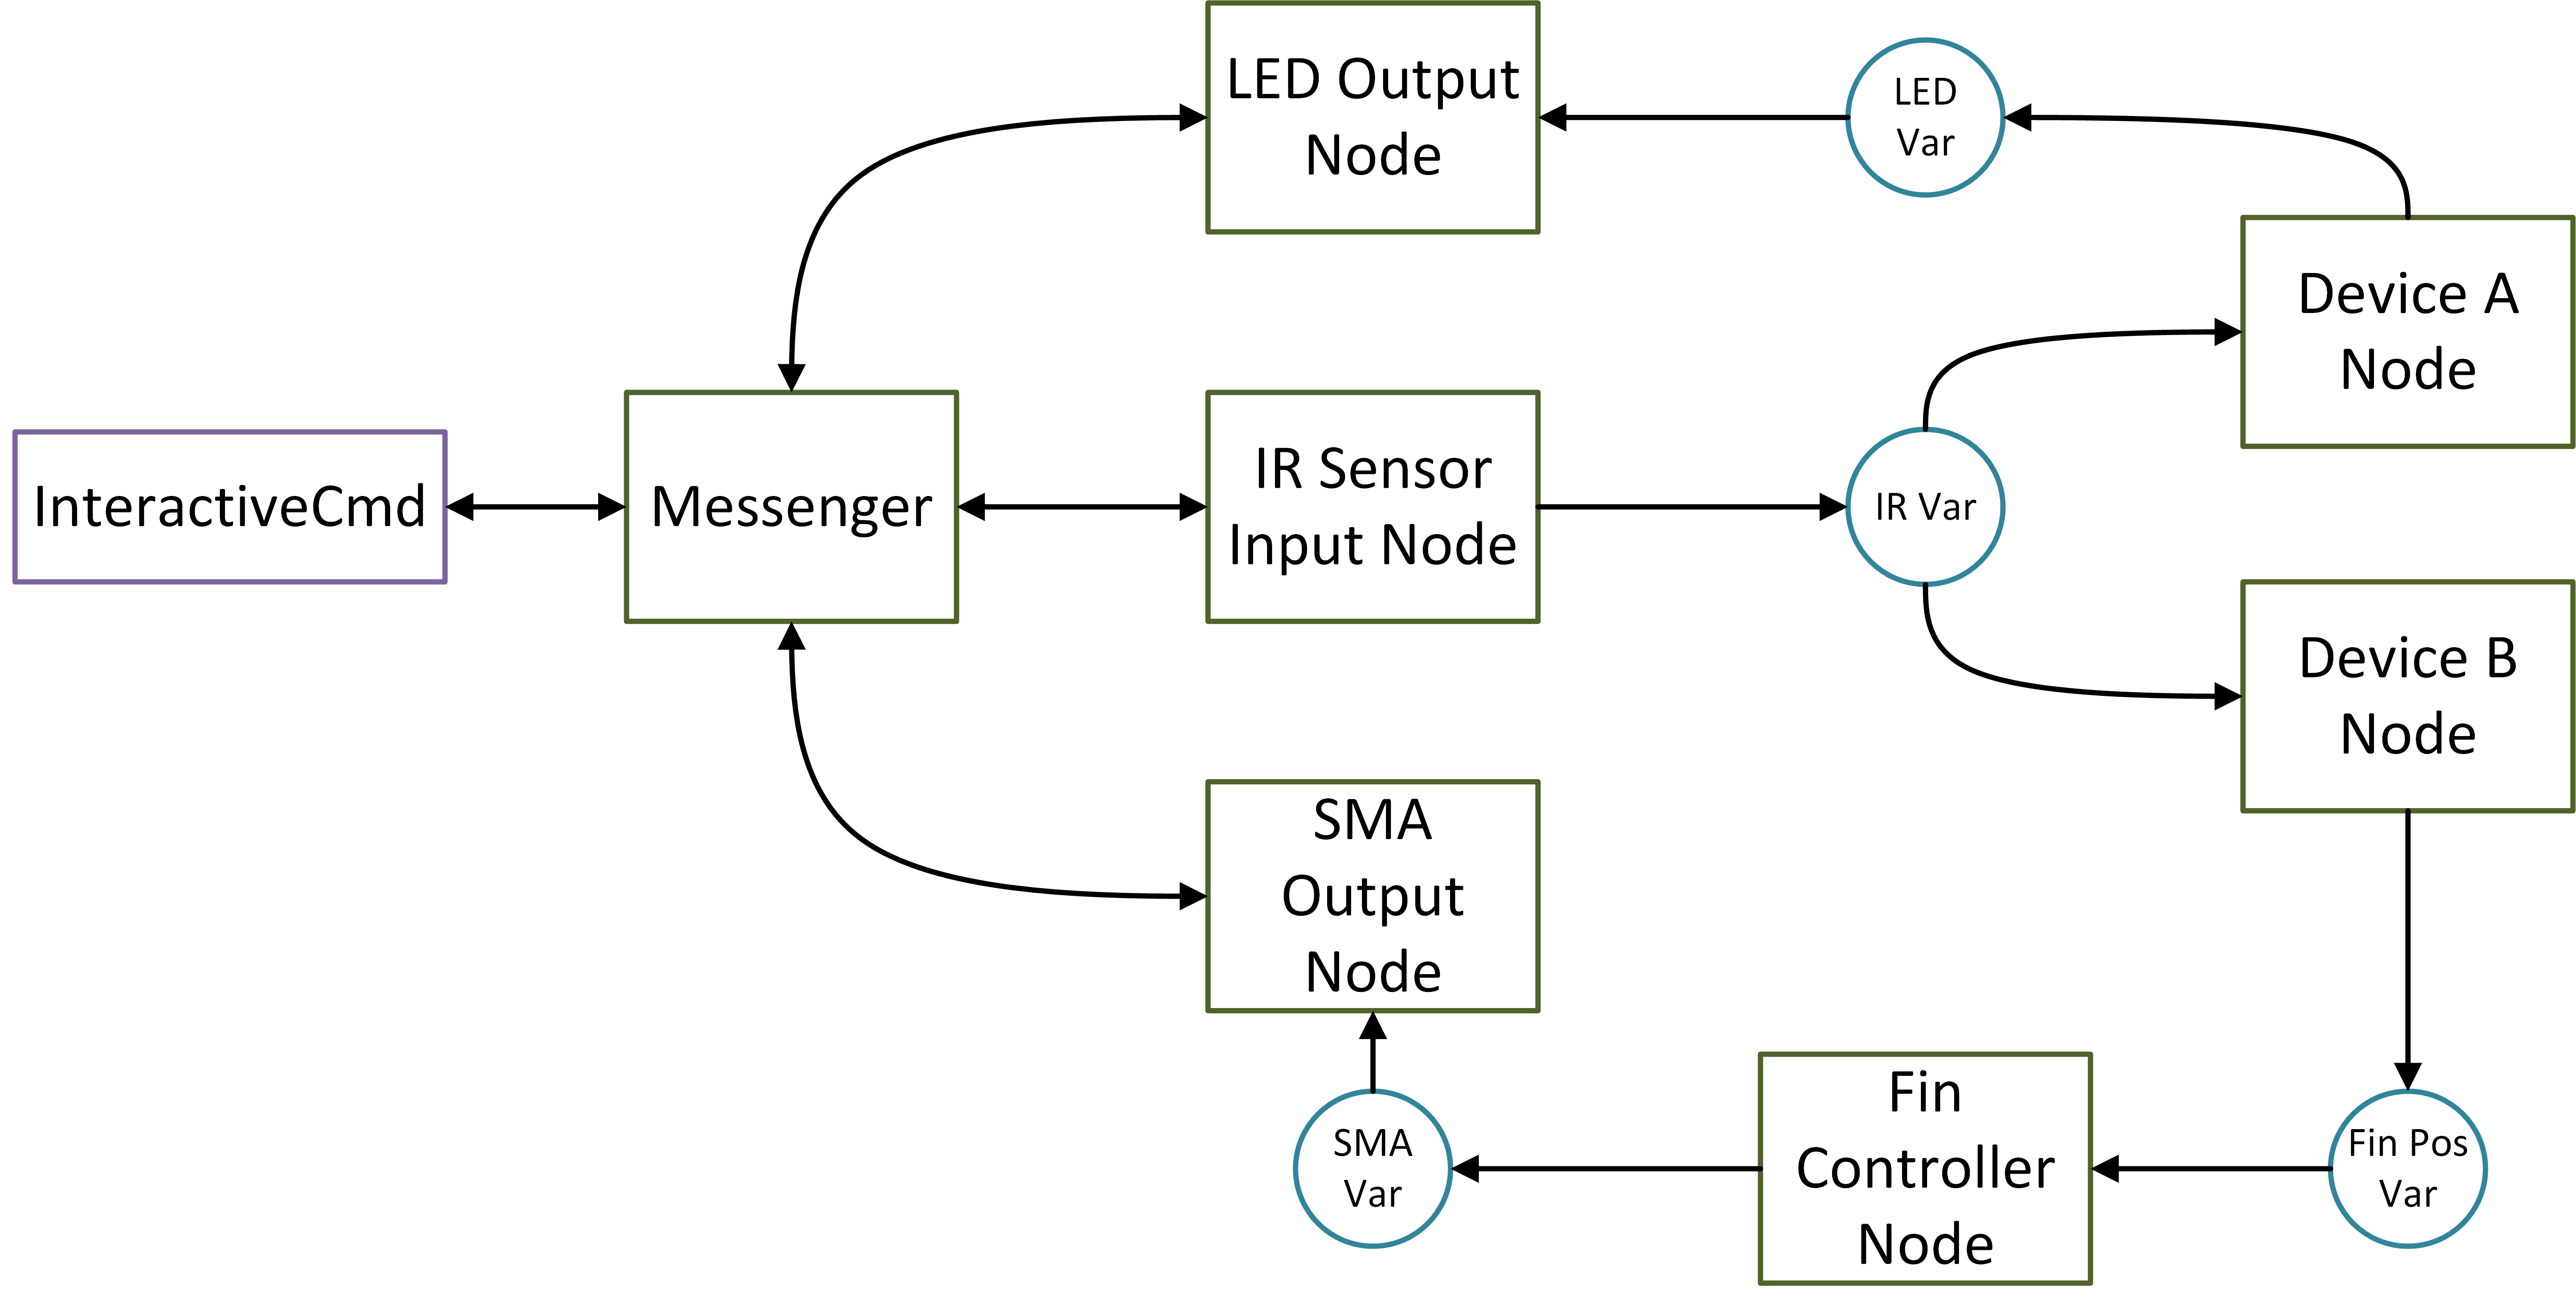 LED Output
Node
LED
Var
Device A
Node
InteractiveCmd
Messenger
IR Sensor
Input Node
IR Var
Device B
Node
SMA
Output
Node
SMA
Var
Fin
Controller
Node
Fin Pos
Var